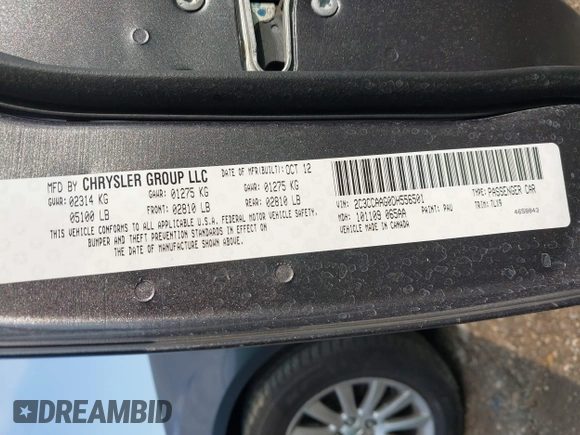 MFD BY CHRYSLER GROUP LLC DATE OF MFR(BUILT): OCT 12
GVWR: 02314 KG GAWR: 01275 KG GAWR: 01275 KG
05100 LB FRONT: 02810 LB REAR: 02810 LB
THIS VEHICLE CONFORMS TO ALL APPLICABLE U.S.A. FEDERAL MOTOR VEHICLE SAFETY,
BUMPER AND THEFT PREVENTION STANDARDS IN EFFECT ON
THE DATE OF MANUFACTURE SHOWN ABOVE.
VIN: 2C3CCAAG0DH556501 TYPE: PASSENGER CAR
MDH: 101109 065AA PAINT: PAU TRIM: TLX9
VEHICLE MADE IN CANADA 4658043
DREAMBID